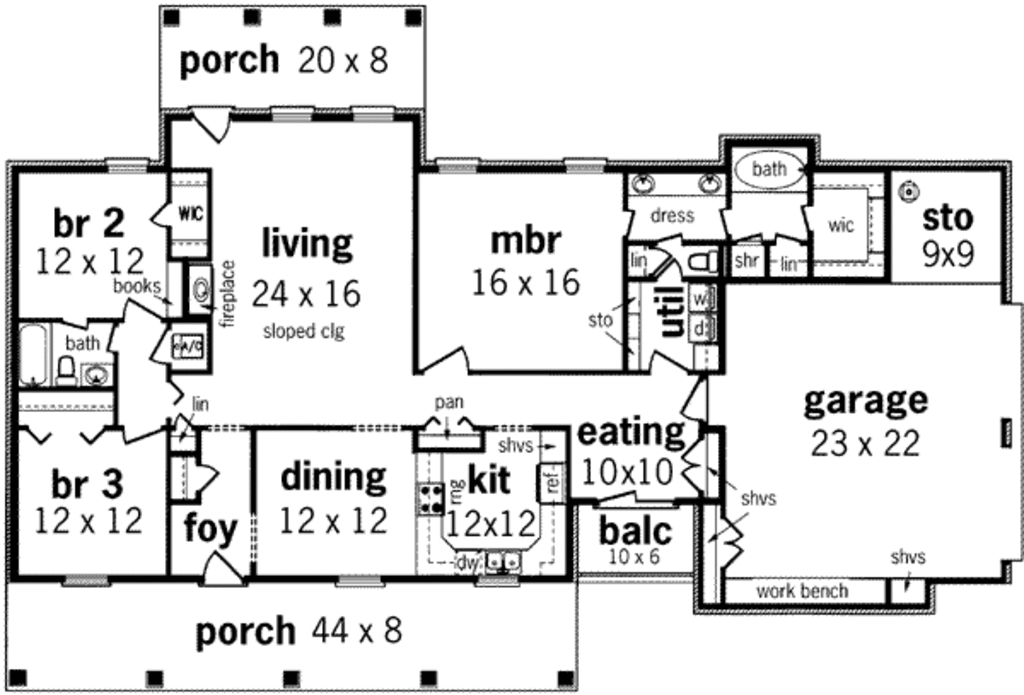 porch 20 x 8
br 2
12 x 12
WIC
books
fireplace
living
24 x 16
sloped clg
mbr
16 x 16
dress
bath
wic
sto
9x9
lin
shr
lin
util
w
d
sto
bath
A/C
lin
pan
shvs
eating
10x10
garage
23 x 22
br 3
12 x 12
foy
dining
12 x 12
rng
kit
12x12
ref
dw
balc
10 x 6
shvs
shvs
work bench
porch 44 x 8